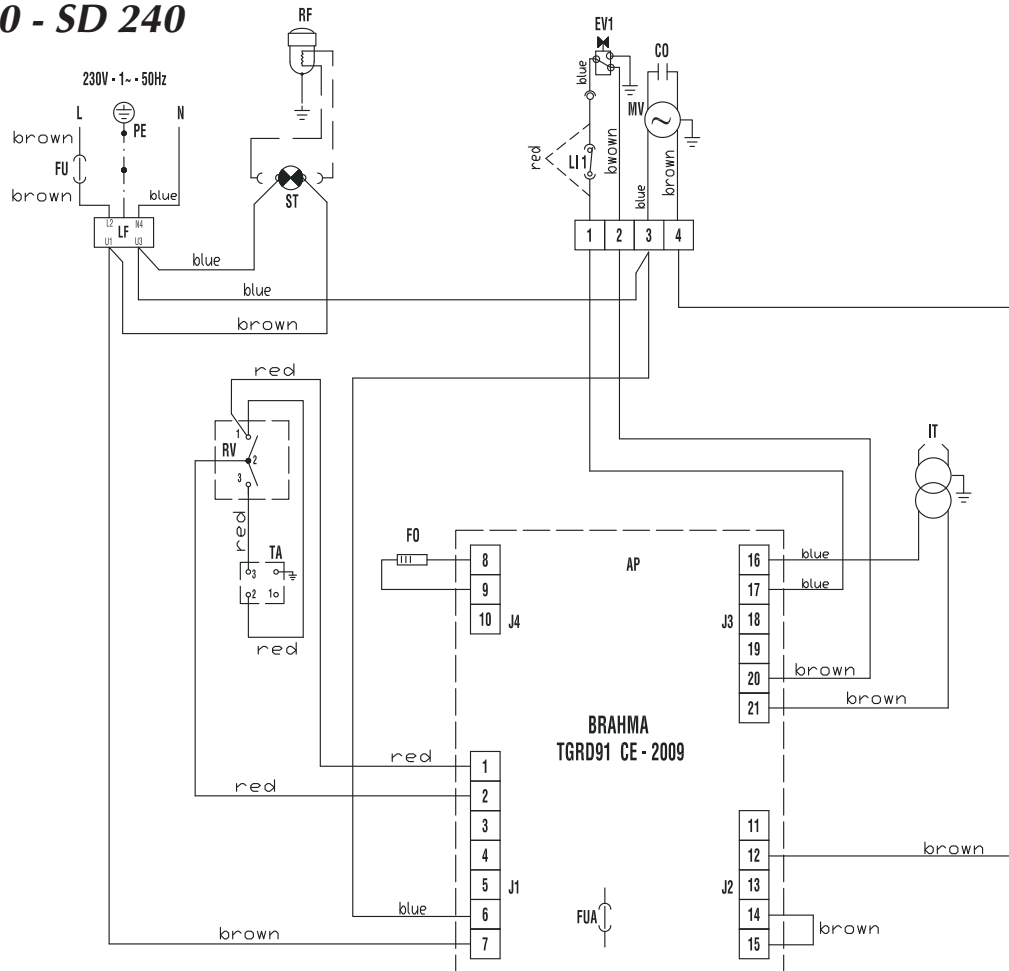 0 - SD 240
RF
EV1
CO
230V - 1~ - 50Hz
L
N
PE
brown
FU
brown
blue
L2
N4
LF
U1
U3
ST
blue
MV
red
LI1
bwown
blue
brown
1
2
3
4
blue
blue
brown
red
RV
1
2
3
red
TA
3
2
1
red
IT
FO
8
9
10
J4
AP
16
blue
17
blue
18
J3
19
20
brown
21
brown
BRAHMA
TGRD91 CE - 2009
red
1
red
2
3
4
5
J1
blue
6
brown
7
FUA
11
12
brown
13
J2
14
brown
15